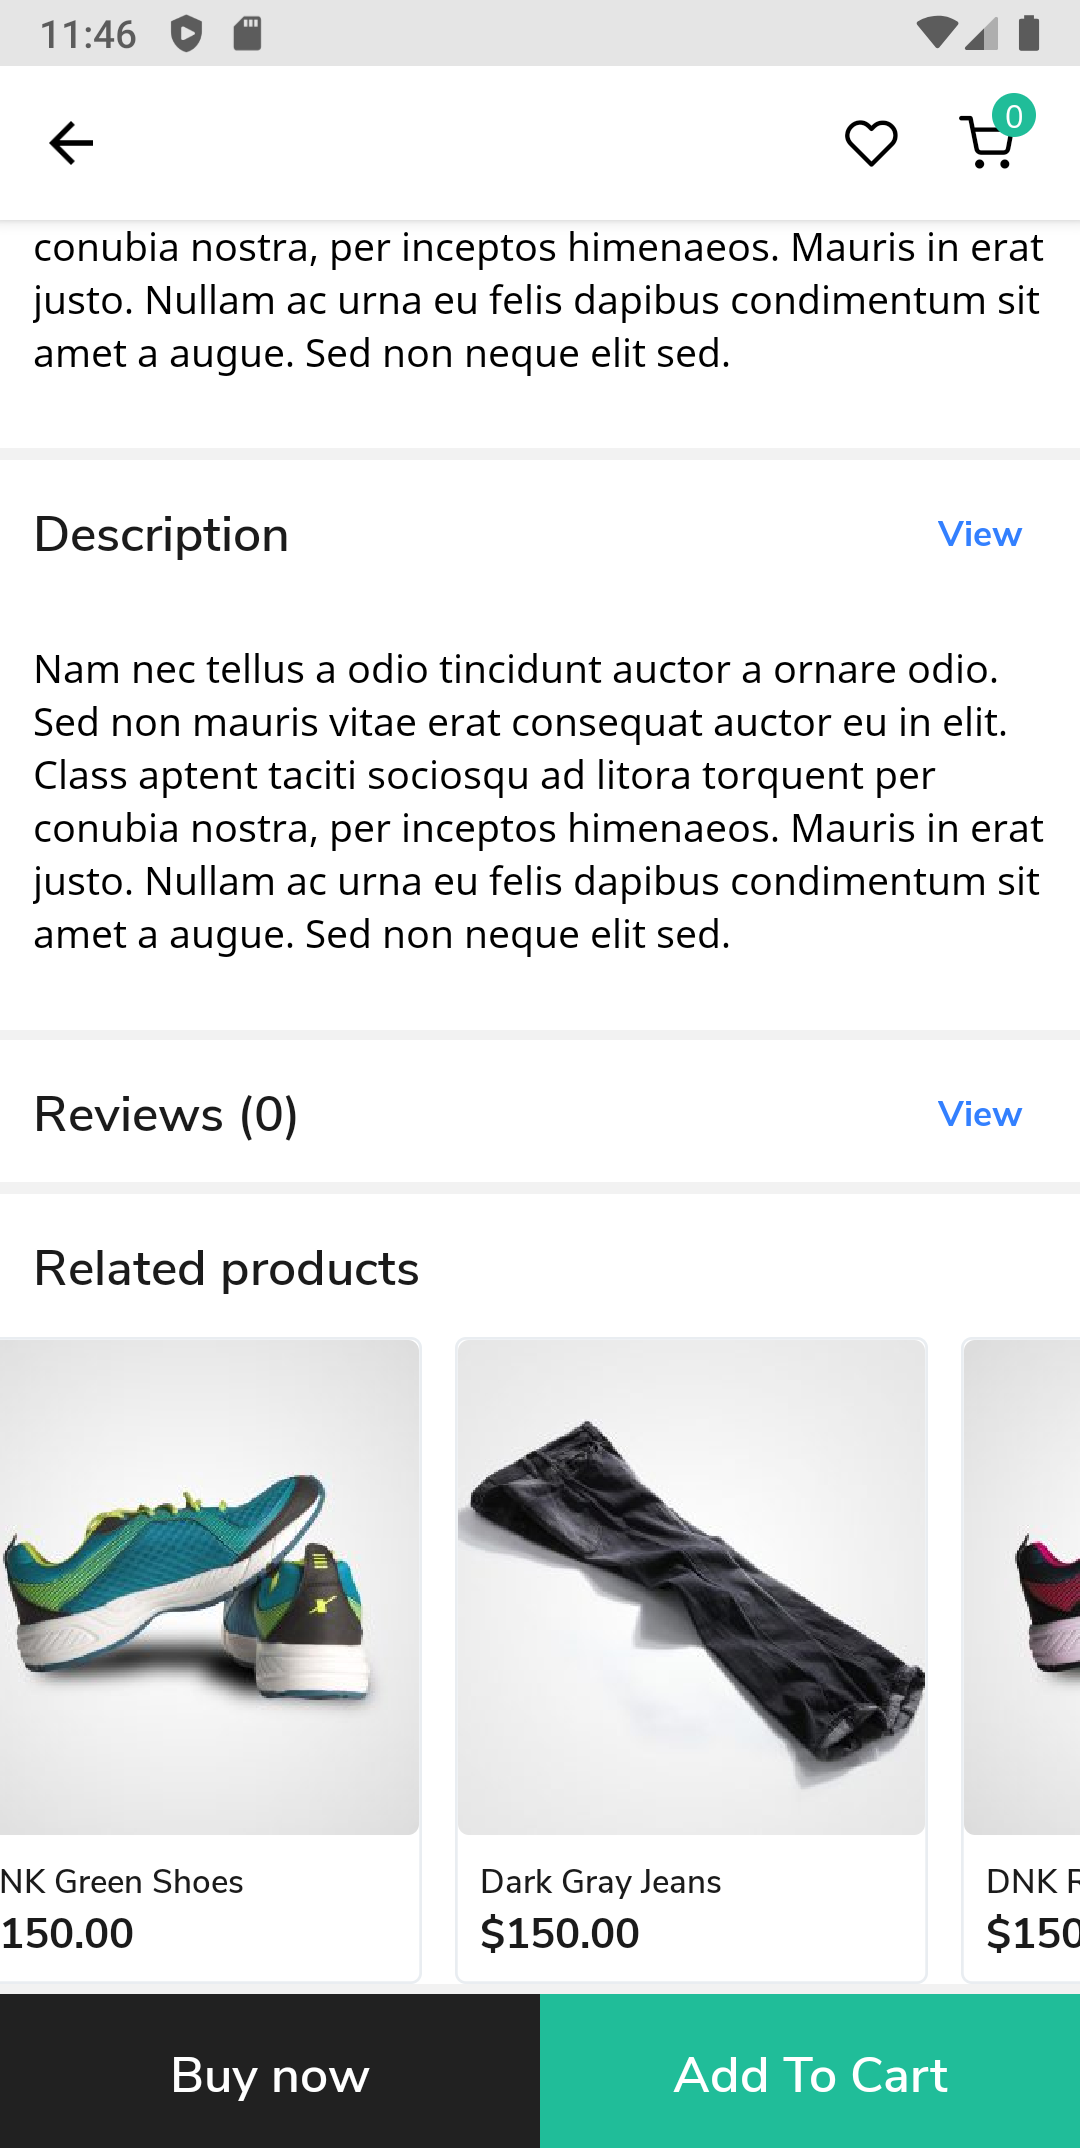 11:46
0
conubia nostra, per inceptos himenaeos. Mauris in erat
justo. Nullam ac urna eu felis dapibus condimentum sit
amet a augue. Sed non neque elit sed.
Description
View
Nam nec tellus a odio tincidunt auctor a ornare odio.
Sed non mauris vitae erat consequat auctor eu in elit.
Class aptent taciti sociosqu ad litora torquent per
conubia nostra, per inceptos himenaeos. Mauris in erat
justo. Nullam ac urna eu felis dapibus condimentum sit
amet a augue. Sed non neque elit sed.
Reviews (0)
View
Related products
NK Green Shoes
150.00
Dark Gray Jeans
$150.00
DNK
$150
Buy now
Add To Cart